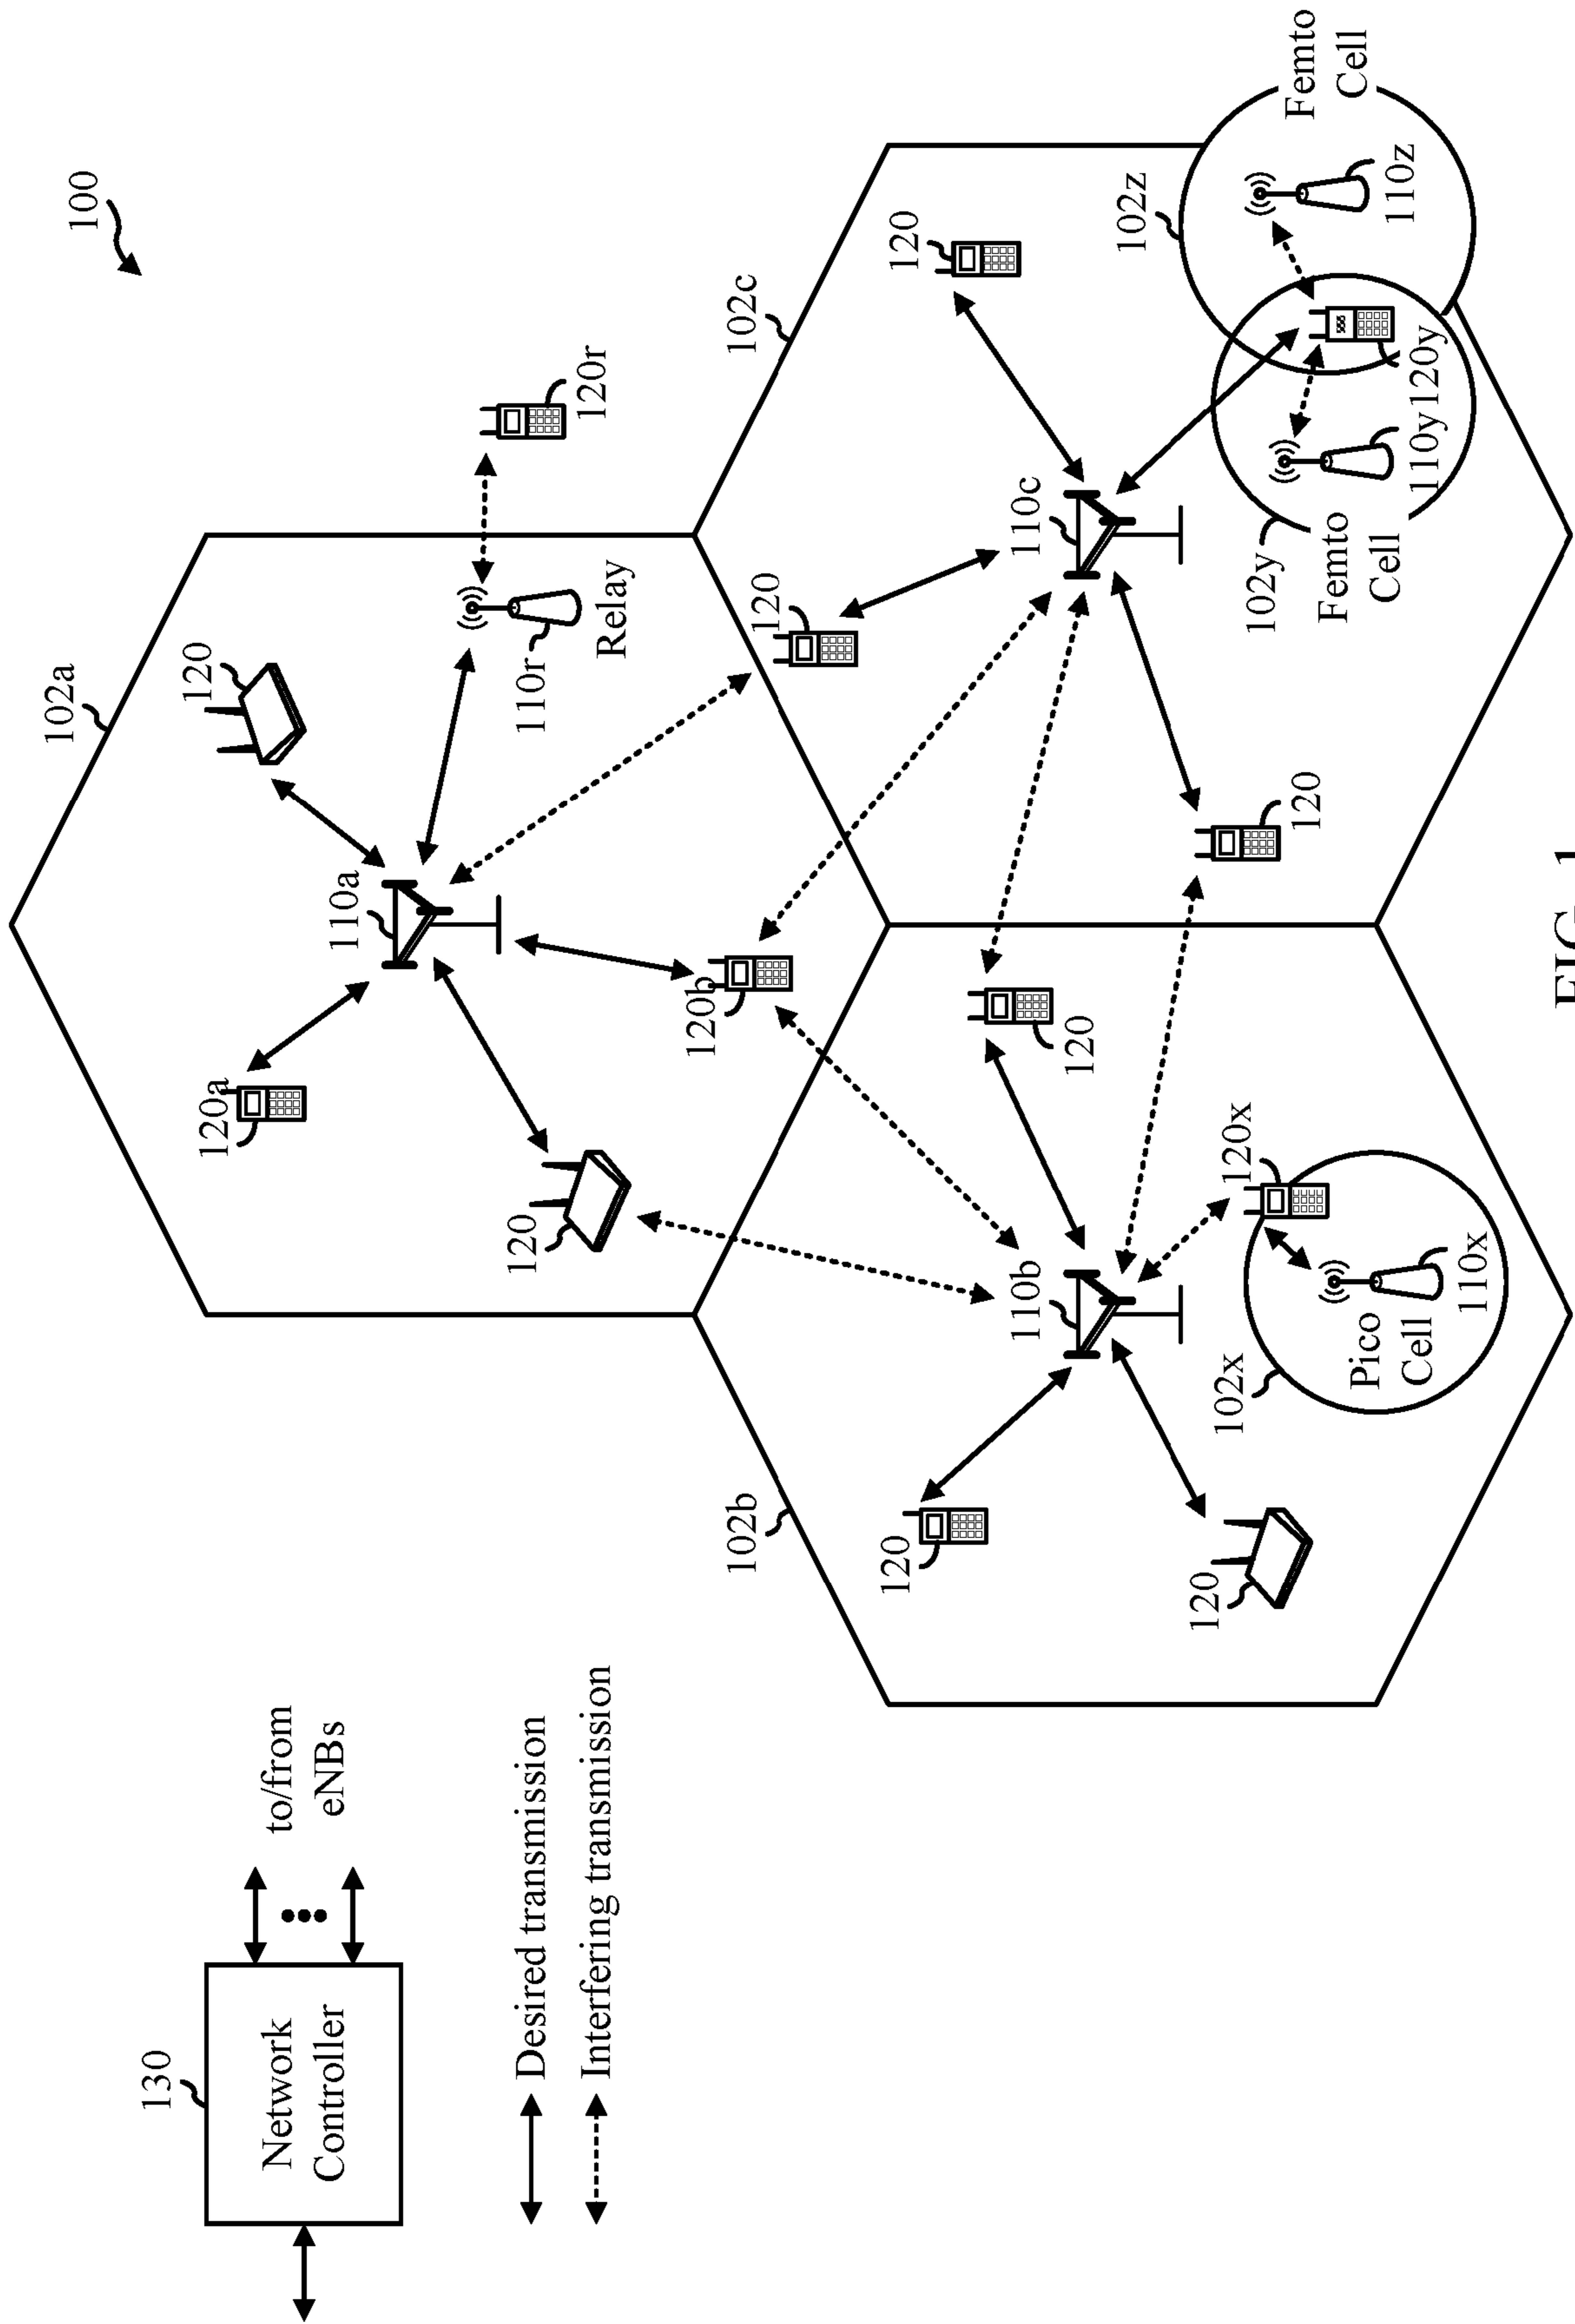 100
130
Network
Controller
to/from
eNBs
Desired transmission
Interfering transmission
102a
120a
110a
120
120
110r
Relay
120r
120b
102b
110b
120
120
120
120x
102x
Pico
Cell
110x
102c
120
120
110c
120
102y
Femto
Cell
110y
120y
102z
110z
Femto
Cell
FIG. 1